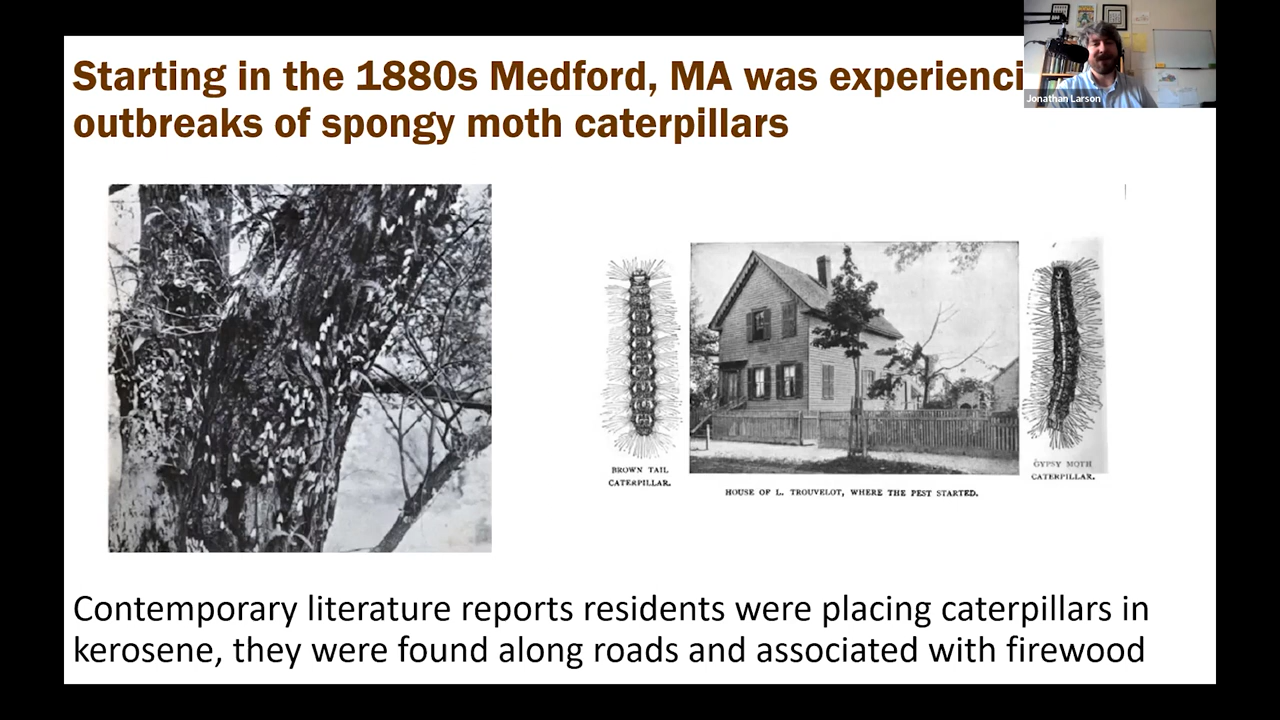 Starting in the 1880s Medford, MA was experienci
outbreaks of spongy moth caterpillars
Jonathan Larson
BROWN TAIL
CATERPILLAR.
HOUSE OF L. TROUVELOT, WHERE THE PEST STARTED.
GYPSY MOTH
CATERPILLAR.
Contemporary literature reports residents were placing caterpillars in
kerosene, they were found along roads and associated with firewood